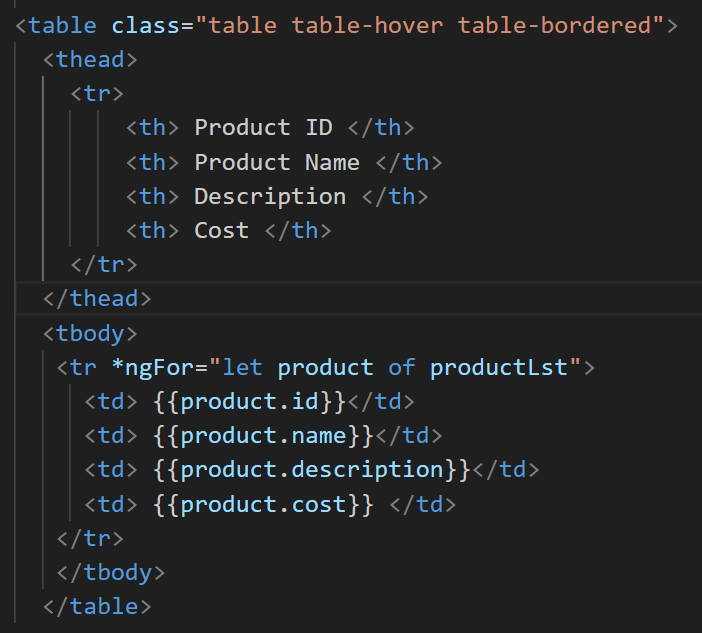 <table class="table table-hover table-bordered">
<thead>
<tr>
<th> Product ID </th>
<th> Product Name </th>
<th> Description </th>
<th> Cost </th>
</tr>
</thead>
<tbody>
<tr *ngFor="let product of productLst">
<td> {{product.id}}</td>
<td> {{product.name}}</td>
<td> {{product.description}}</td>
<td> {{product.cost}} </td>
</tr>
</tbody>
</table>